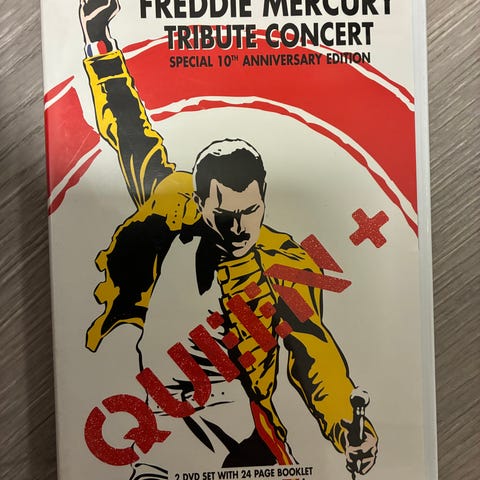 FREDDIE MERCURY
TRIBUTE CONCERT
SPECIAL 10TH ANNIVERSARY EDITION
QUEEN +
2 DVD SET WITH 24 PAGE BOOKLET